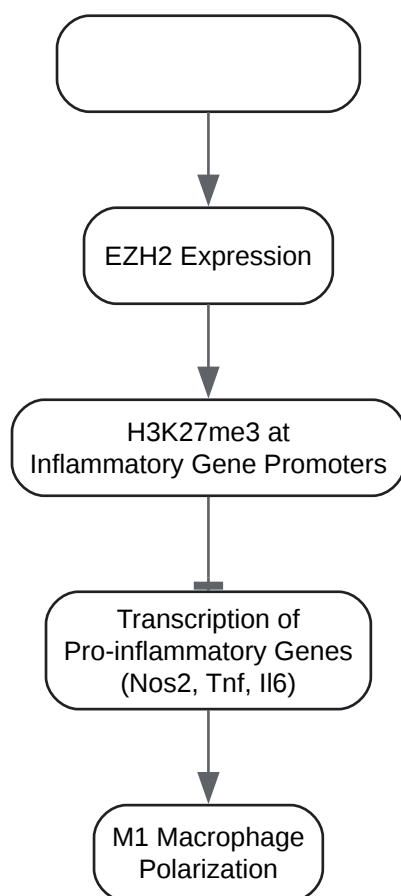 EZH2 Expression
H3K27me3 at
Inflammatory Gene Promoters
Transcription of
Pro-inflammatory Genes
(Nos2, Tnf, Il6)
M1 Macrophage
Polarization